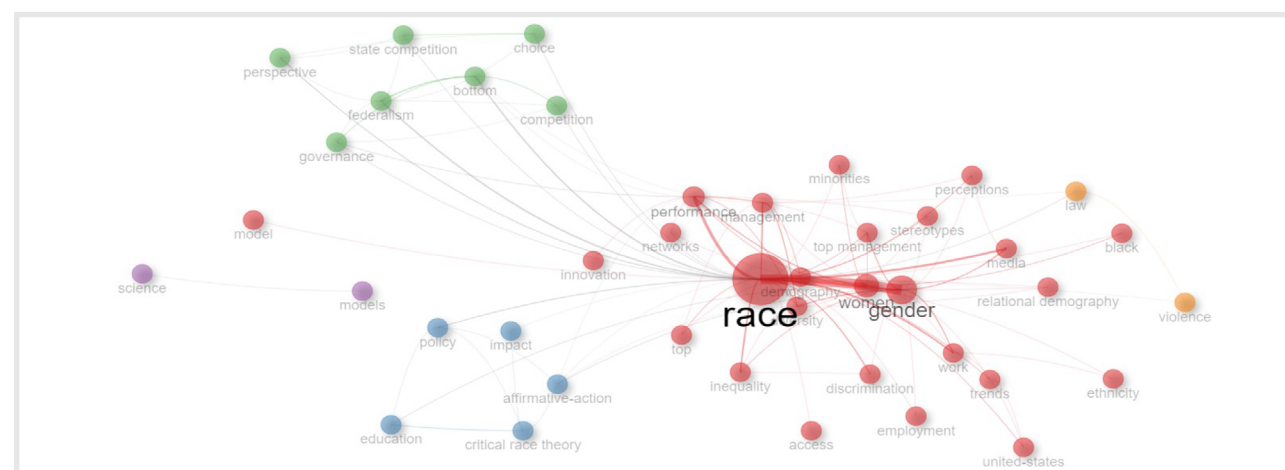 state competition
choice
perspective
bottom
federalism
competition
governance
minorities
perceptions
law
performance
management
stereotypes
model
networks
top management
black
media
innovation
science
models
demography
women
gender
relational demography
violence
race
policy
impact
top
work
inequality
discrimination
trends
ethnicity
affirmative-action
education
critical race theory
access
employment
united-states